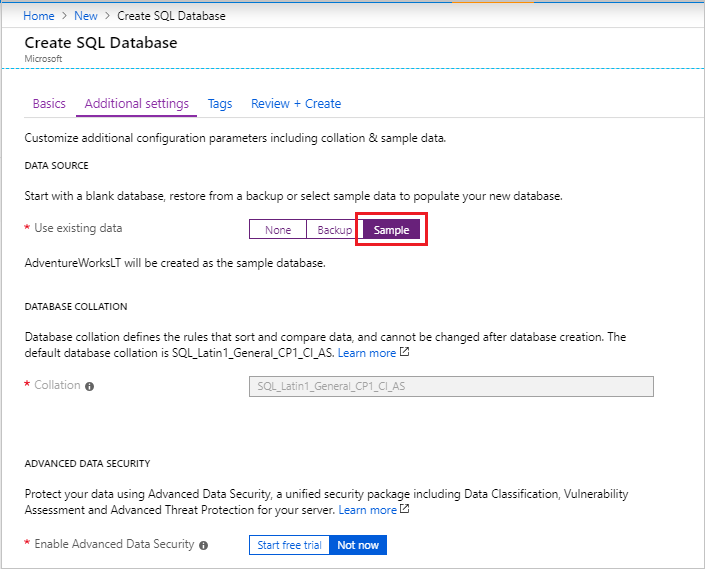 Home > New > Create SQL Database
Create SQL Database
Microsoft
Basics Additional settings Tags Review + Create
Customize additional configuration parameters including collation & sample data.
DATA SOURCE
Start with a blank database, restore from a backup or select sample data to populate your new database.
* Use existing data None Backup Sample
AdventureWorksLT will be created as the sample database.
DATABASE COLLATION
Database collation defines the rules that sort and compare data, and cannot be changed after database creation. The
default database collation is SQL_Latin1_General_CP1_CI_AS. Learn more
* Collation SQL_Latin1_General_CP1_CI_AS
ADVANCED DATA SECURITY
Protect your data using Advanced Data Security, a unified security package including Data Classification, Vulnerability
Assessment and Advanced Threat Protection for your server. Learn more
* Enable Advanced Data Security Start free trial Not now